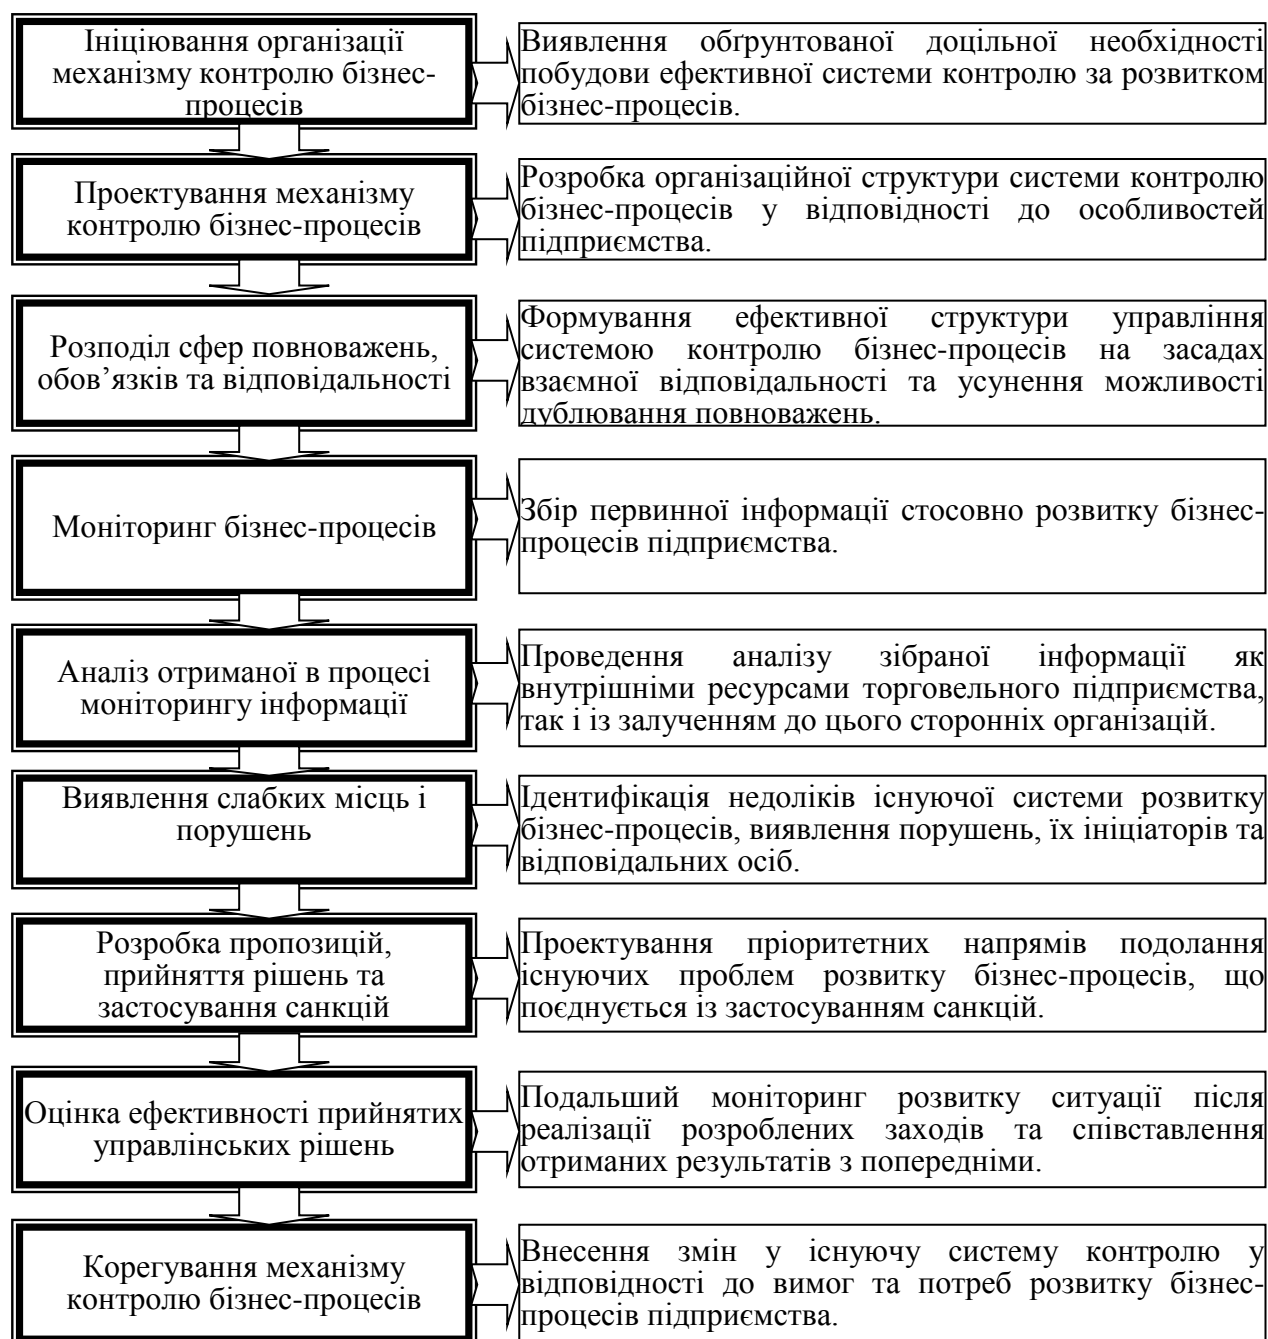 Ініціювання організації
механізму контролю бізнес-
процесів
Виявлення обґрунтованої доцільної необхідності
побудови ефективної системи контролю за розвитком
бізнес-процесів.
Проектування механізму
контролю бізнес-процесів
Розробка організаційної структури системи контролю
бізнес-процесів у відповідності до особливостей
підприємства.
Розподіл сфер повноважень,
обов’язків та відповідальності
Формування ефективної структури управління
системою контролю бізнес-процесів на засадах
взаємної відповідальності та усунення можливості
дублювання повноважень.
Моніторинг бізнес-процесів
Збір первинної інформації стосовно розвитку бізнес-
процесів підприємства.
Аналіз отриманої в процесі
моніторингу інформації
Проведення аналізу зібраної інформації як
внутрішніми ресурсами торговельного підприємства,
так і із залученням до цього сторонніх організацій.
Виявлення слабких місць і
порушень
Ідентифікація недоліків існуючої системи розвитку
бізнес-процесів, виявлення порушень, їх ініціаторів та
відповідальних осіб.
Розробка пропозицій,
прийняття рішень та
застосування санкцій
Проектування пріоритетних напрямів подолання
існуючих проблем розвитку бізнес-процесів, що
поєднується із застосуванням санкцій.
Оцінка ефективності прийнятих
управлінських рішень
Подальший моніторинг розвитку ситуації після
реалізації розроблених заходів та співставлення
отриманих результатів з попередніми.
Корегування механізму
контролю бізнес-процесів
Внесення змін у існуючу систему контролю у
відповідності до вимог та потреб розвитку бізнес-
процесів підприємства.